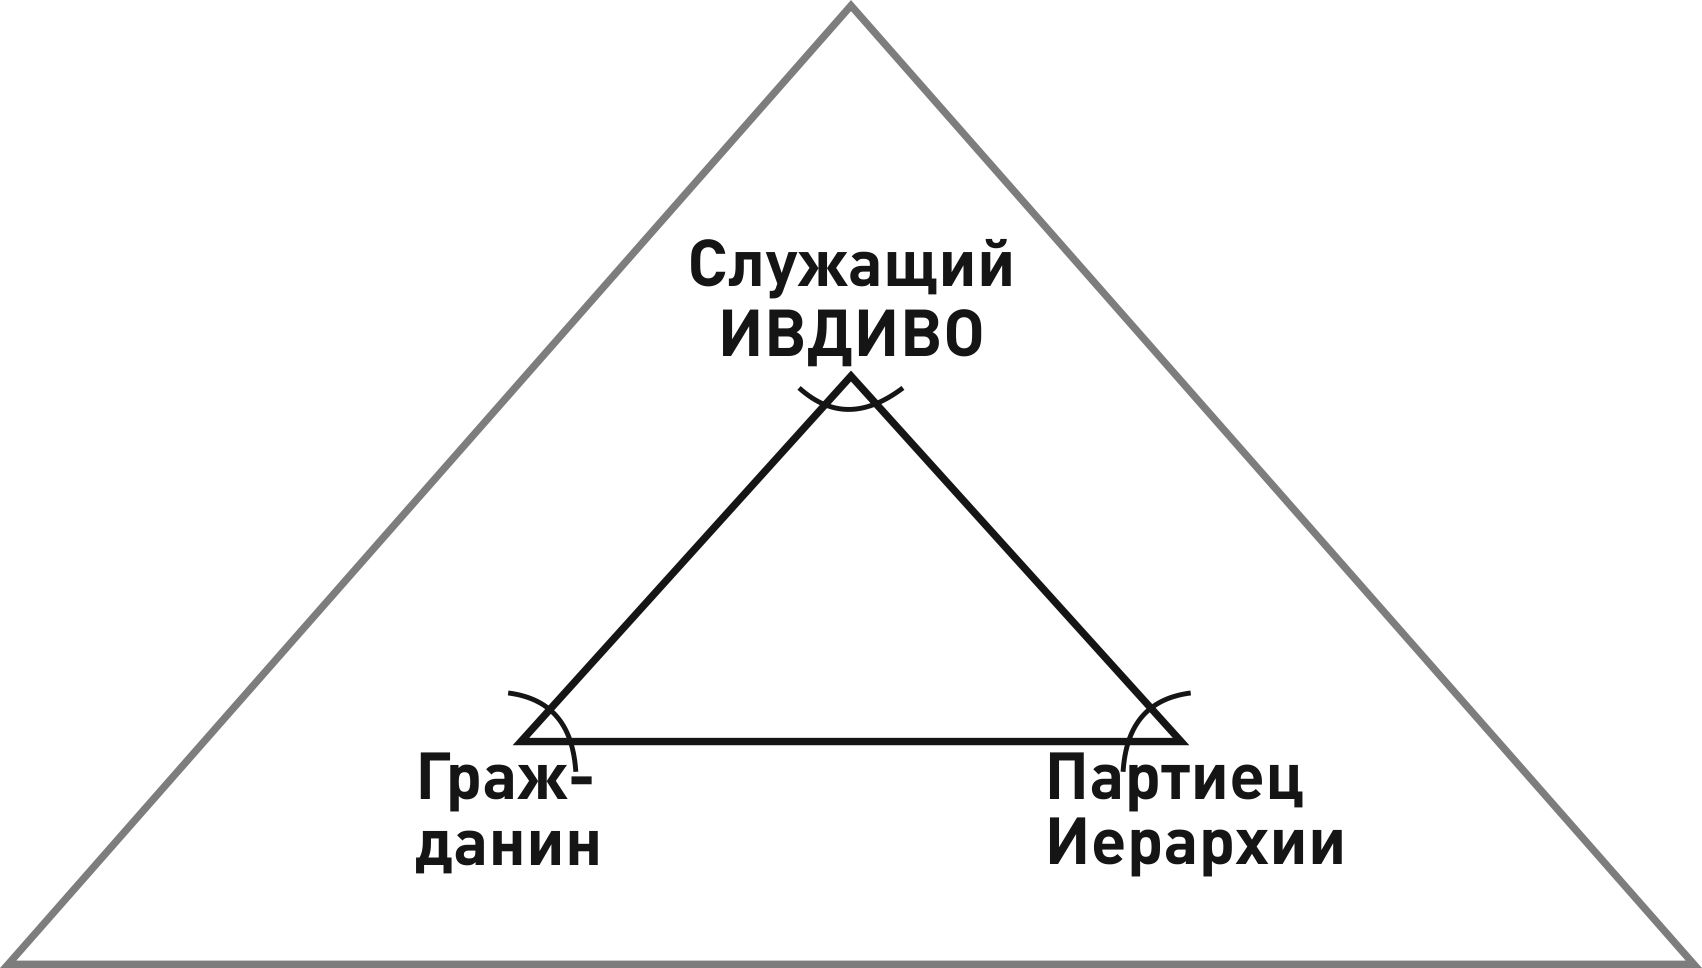 Служащий
ИВДИВО
Граж-
данин
Партиец
Иерархии